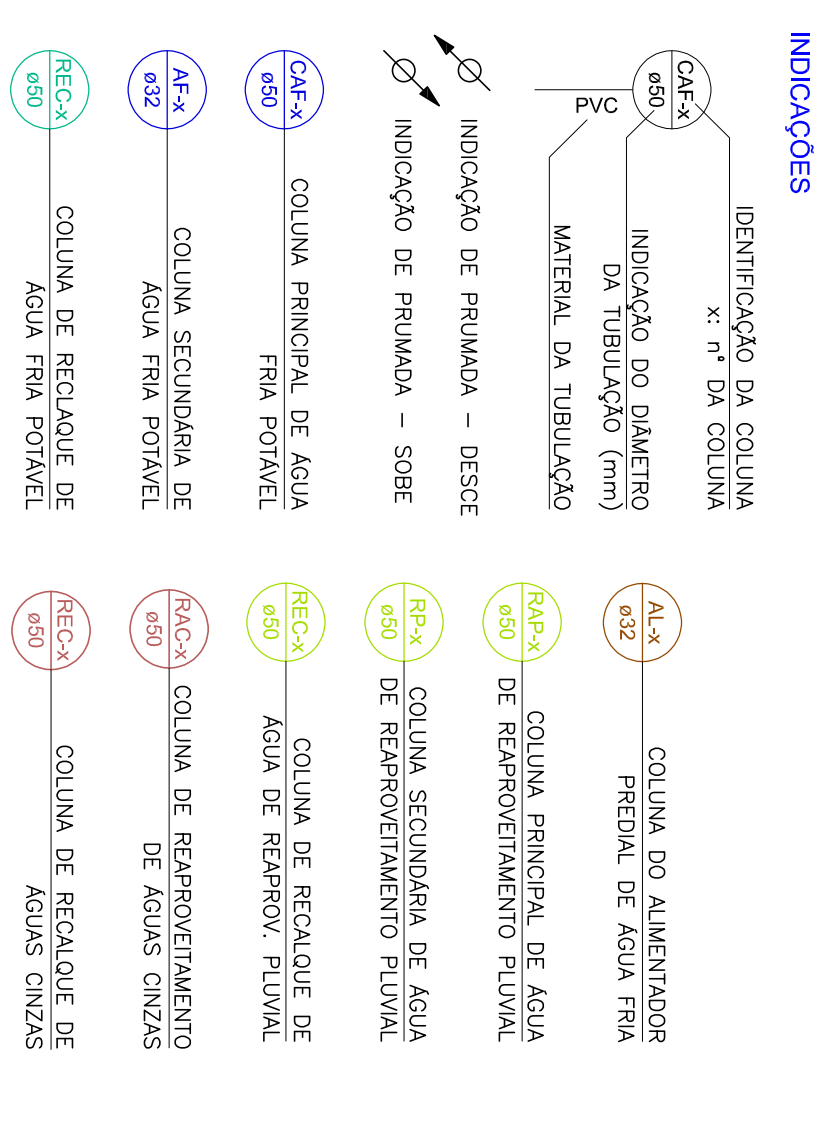 INDICAÇÕES
CAF-x
ø50
PVC
IDENTIFICAÇÃO DA COLUNA
x: n° DA COLUNA
INDICAÇÃO DO DIÂMETRO
DA TUBULAÇÃO (mm)
MATERIAL DA TUBULAÇÃO
INDICAÇÃO DE PRUMADA – DESCE
INDICAÇÃO DE PRUMADA – SOBE
CAF-x
ø50
COLUNA PRINCIPAL DE ÁGUA
FRIA POTÁVEL
AF-x
ø32
COLUNA SECUNDÁRIA DE
ÁGUA FRIA POTÁVEL
REC-x
ø50
COLUNA DE RECLAQUE DE
ÁGUA FRIA POTÁVEL
AL-x
ø32
COLUNA DO ALIMENTADOR
PREDIAL DE ÁGUA FRIA
RAP-x
ø50
COLUNA PRINCIPAL DE ÁGUA
DE REAPROVEITAMENTO PLUVIAL
RP-x
ø50
COLUNA SECUNDÁRIA DE ÁGUA
DE REAPROVEITAMENTO PLUVIAL
REC-x
ø50
COLUNA DE RECALQUE DE
ÁGUA DE REAPROV. PLUVIAL
RAC-x
ø50
COLUNA DE REAPROVEITAMENTO
DE ÁGUAS CINZAS
REC-x
ø50
COLUNA DE RECALQUE DE
ÁGUAS CINZAS